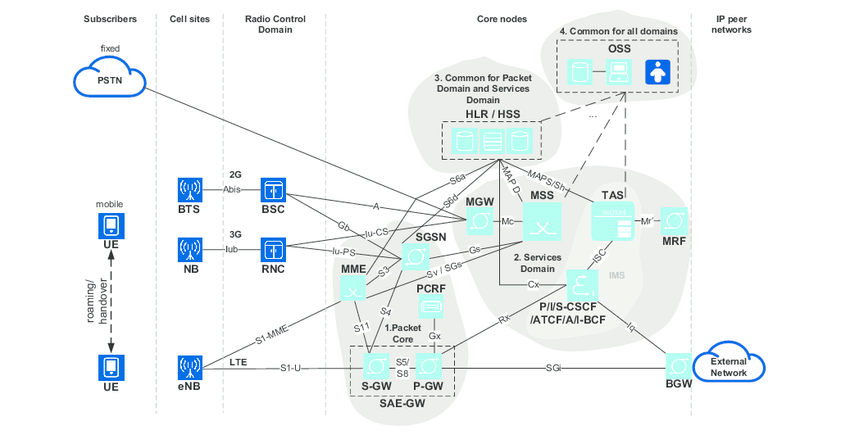 Subscribers
Cell sites
Radio Control
Domain
Core nodes
IP peer
networks
4. Common for all domains
OSS
fixed
PSTN
3. Common for Packet
Domain and Services
Domain
HLR / HSS
...
2G
Abis
BTS
BSC
A
S6a
S6d
MAP D
MAPS/Sh
MGW
MSS
TAS
Mc
Mr'
MRF
mobile
UE
3G
Iub
NB
RNC
Gb
Iu-CS
Iu-PS
SGSN
Gs
ISC
2. Services
Domain
IMS
MME
S3
Sv / SGs
PCRF
Cx
P/I/S-CSCF
/ATCF/A/I-BCF
roaming/
handover
S1-MME
S11
S4
1.Packet
Core
Gx
Rx
Iq
UE
eNB
LTE
S1-U
S5/
S8
S-GW
P-GW
SAE-GW
SGi
BGW
External
Network